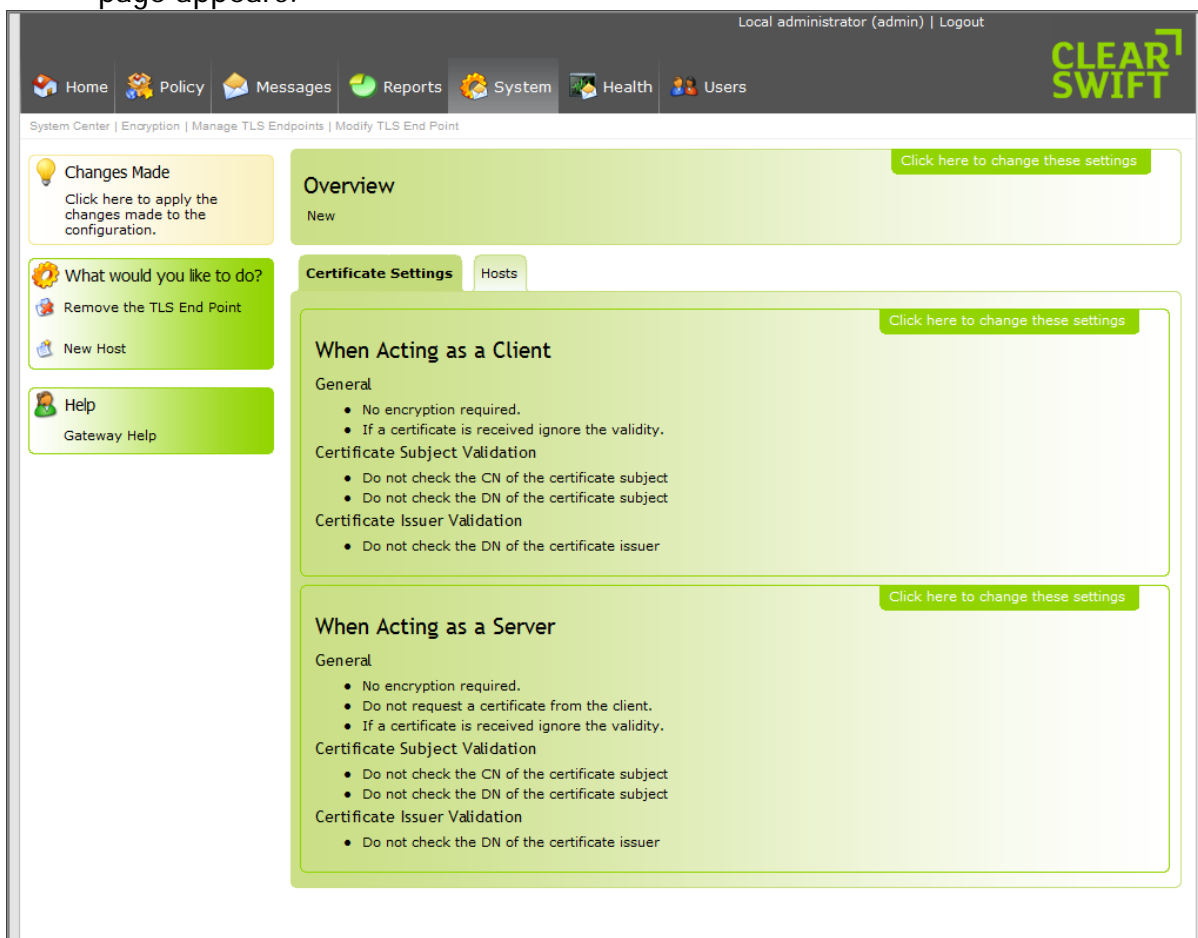 page appears.
Local administrator (admin) | Logout
CLEAR
SWIFT
Home Policy Messages Reports System Health Users
System Center | Encryption | Manage TLS Endpoints | Modify TLS End Point
Changes Made
Click here to apply the
changes made to the
configuration.
What would you like to do?
Remove the TLS End Point
New Host
Help
Gateway Help
Click here to change these settings
Overview
New
Certificate Settings Hosts
Click here to change these settings
When Acting as a Client
General
• No encryption required.
• If a certificate is received ignore the validity.
Certificate Subject Validation
• Do not check the CN of the certificate subject
• Do not check the DN of the certificate subject
Certificate Issuer Validation
• Do not check the DN of the certificate issuer
Click here to change these settings
When Acting as a Server
General
• No encryption required.
• Do not request a certificate from the client.
• If a certificate is received ignore the validity.
Certificate Subject Validation
• Do not check the CN of the certificate subject
• Do not check the DN of the certificate subject
Certificate Issuer Validation
• Do not check the DN of the certificate issuer